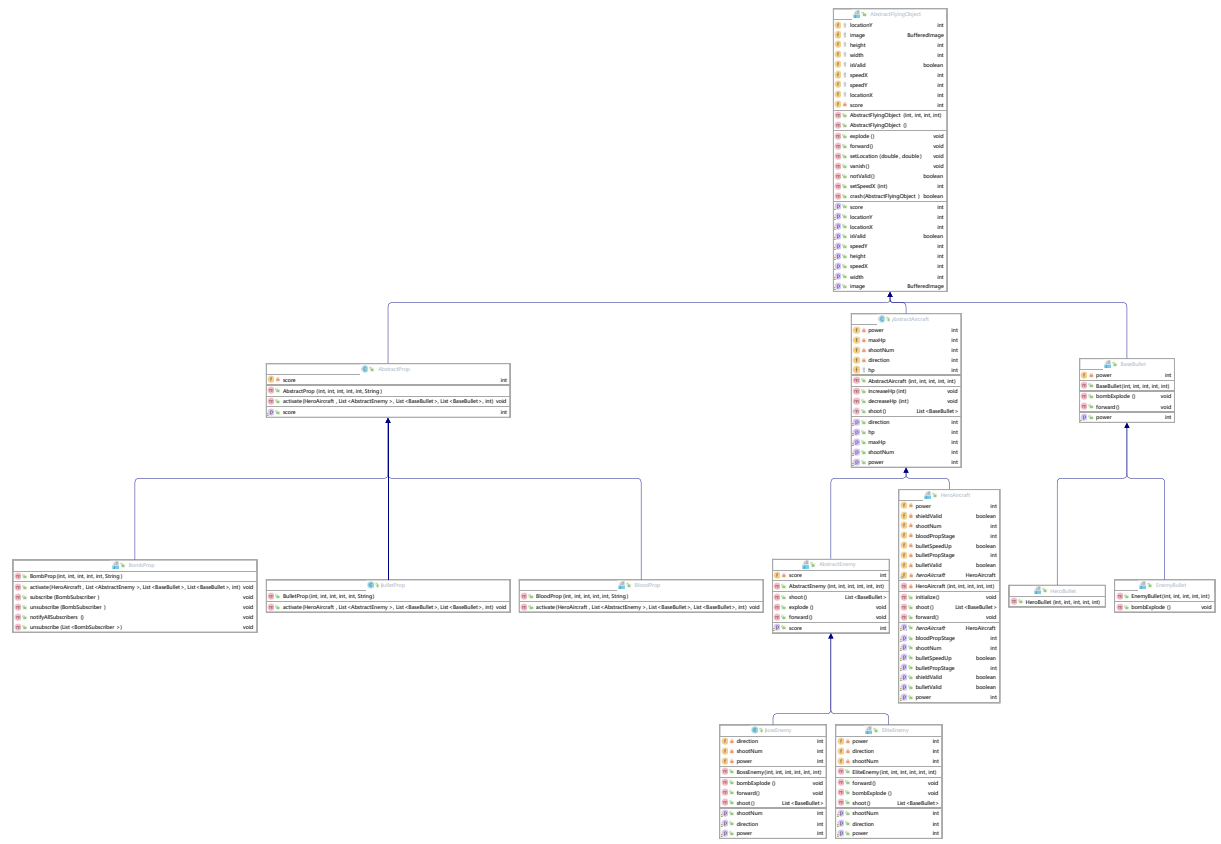 AbstractFlyingObject
locationY int
image BufferedImage
height int
width int
isValid boolean
speedX int
speedY int
locationX int
score int
AbstractFlyingObject (int, int, int, int)
AbstractFlyingObject ()
explode () void
forward() void
setLocation (double, double) void
vanish() void
notValid() boolean
setSpeedX (int) int
crash(AbstractFlyingObject ) boolean
score int
locationY int
locationX int
isValid boolean
speedY int
height int
speedX int
width int
image BufferedImage
AbstractProp
score int
AbstractProp (int, int, int, int, int, String )
activate(HeroAircraft , List <AbstractEnemy >, List <BaseBullet>, List <BaseBullet>, int) void
score int
AbstractAircraft
power int
maxHp int
shootNum int
direction int
hp int
AbstractAircraft (int, int, int, int, int)
increaseHp (int) void
decreaseHp (int) void
shoot() List <BaseBullet>
direction int
hp int
maxHp int
shootNum int
power int
BaseBullet
power int
BaseBullet(int, int, int, int, int)
bombExplode () void
forward() void
power int
BombProp
BombProp (int, int, int, int, int, String )
activate(HeroAircraft , List <AbstractEnemy >, List <BaseBullet>, List <BaseBullet>, int) void
subscribe (BombSubscriber ) void
unsubscribe (BombSubscriber ) void
notifyAllSubscribers () void
unsubscribe (List <BombSubscriber >) void
BulletProp
BulletProp (int, int, int, int, int, String)
activate(HeroAircraft , List <AbstractEnemy >, List <BaseBullet>, List <BaseBullet>, int) void
BloodProp
BloodProp (int, int, int, int, int, String )
activate(HeroAircraft , List <AbstractEnemy >, List <BaseBullet>, List <BaseBullet>, int) void
AbstractEnemy
score int
AbstractEnemy (int, int, int, int, int, int)
shoot() List <BaseBullet>
explode () void
forward() void
score int
HeroAircraft
power int
shieldValid boolean
shootNum int
bloodPropStage int
bulletSpeedUp boolean
bulletPropStage int
bulletValid boolean
heroAircraft HeroAircraft
HeroAircraft (int, int, int, int, int)
initialize() void
shoot() List <BaseBullet>
forward() void
heroAircraft HeroAircraft
bloodPropStage int
shootNum int
bulletSpeedUp boolean
bulletPropStage int
shieldValid boolean
bulletValid boolean
power int
HeroBullet
HeroBullet (int, int, int, int, int)
EnemyBullet
EnemyBullet (int, int, int, int, int)
bombExplode () void
BossEnemy
direction int
shootNum int
power int
BossEnemy(int, int, int, int, int, int)
bombExplode () void
forward() void
shoot() List <BaseBullet>
shootNum int
direction int
power int
EliteEnemy
power int
direction int
shootNum int
EliteEnemy (int, int, int, int, int, int)
forward() void
bombExplode () void
shoot() List <BaseBullet>
shootNum int
direction int
power int